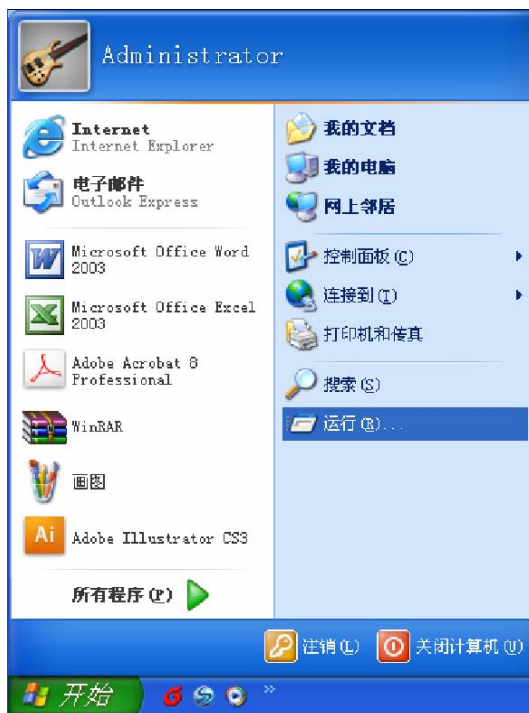 Administrator
Internet
Internet Explorer
电子邮件
Outlook Express
Microsoft Office Word
2003
Microsoft Office Excel
2003
Adobe Acrobat 8
Professional
WinRAR
画图
Ai
Adobe Illustrator CS3
所有程序(P)
我的文档
我的电脑
网上邻居
控制面板(C)
连接到(T)
打印机和传真
搜索(S)
运行(R)...
注销(L)
关闭计算机(U)
开始